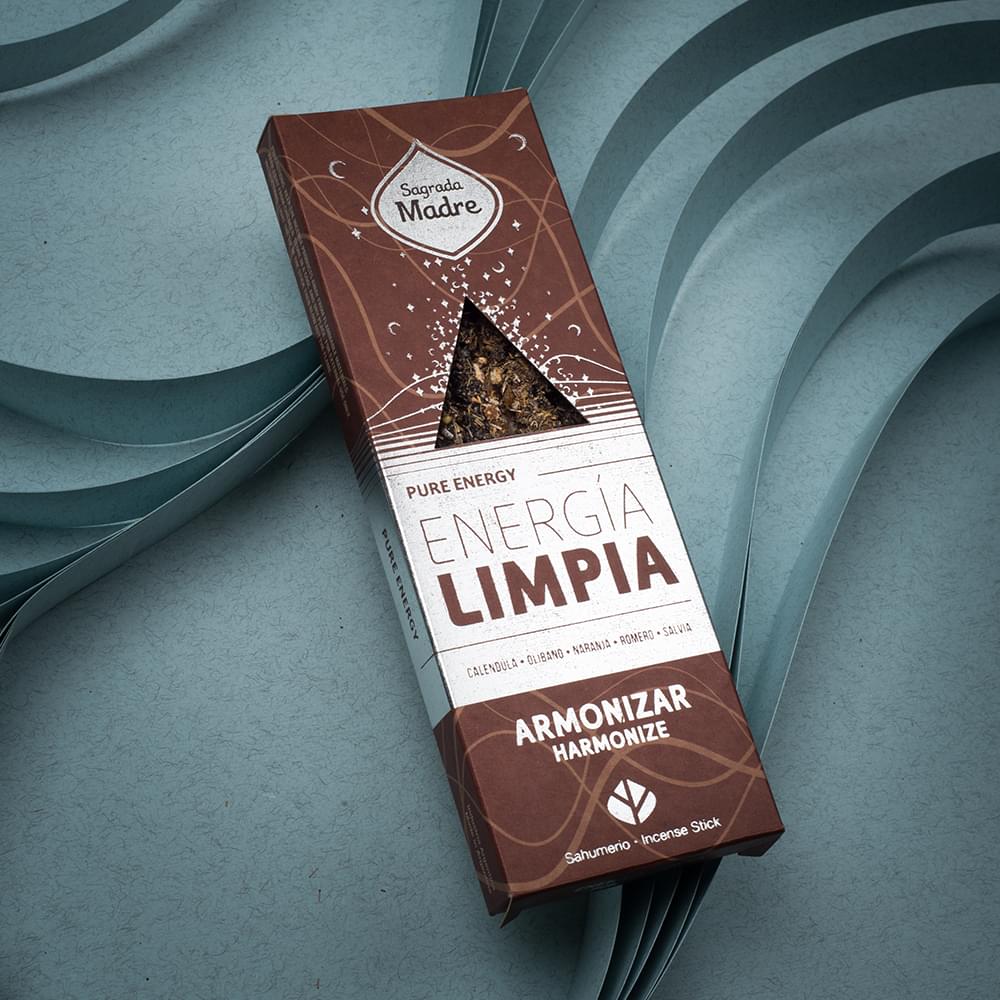 Sagrada
Madre
PURE ENERGY
ENERGÍA
LIMPIA
CALENDULA • OLIBANO • NARANJA • ROMERO • SALVIA
ARMONIZAR
HARMONIZE
Sahumerio - Incense Stick
PURE ENERGY